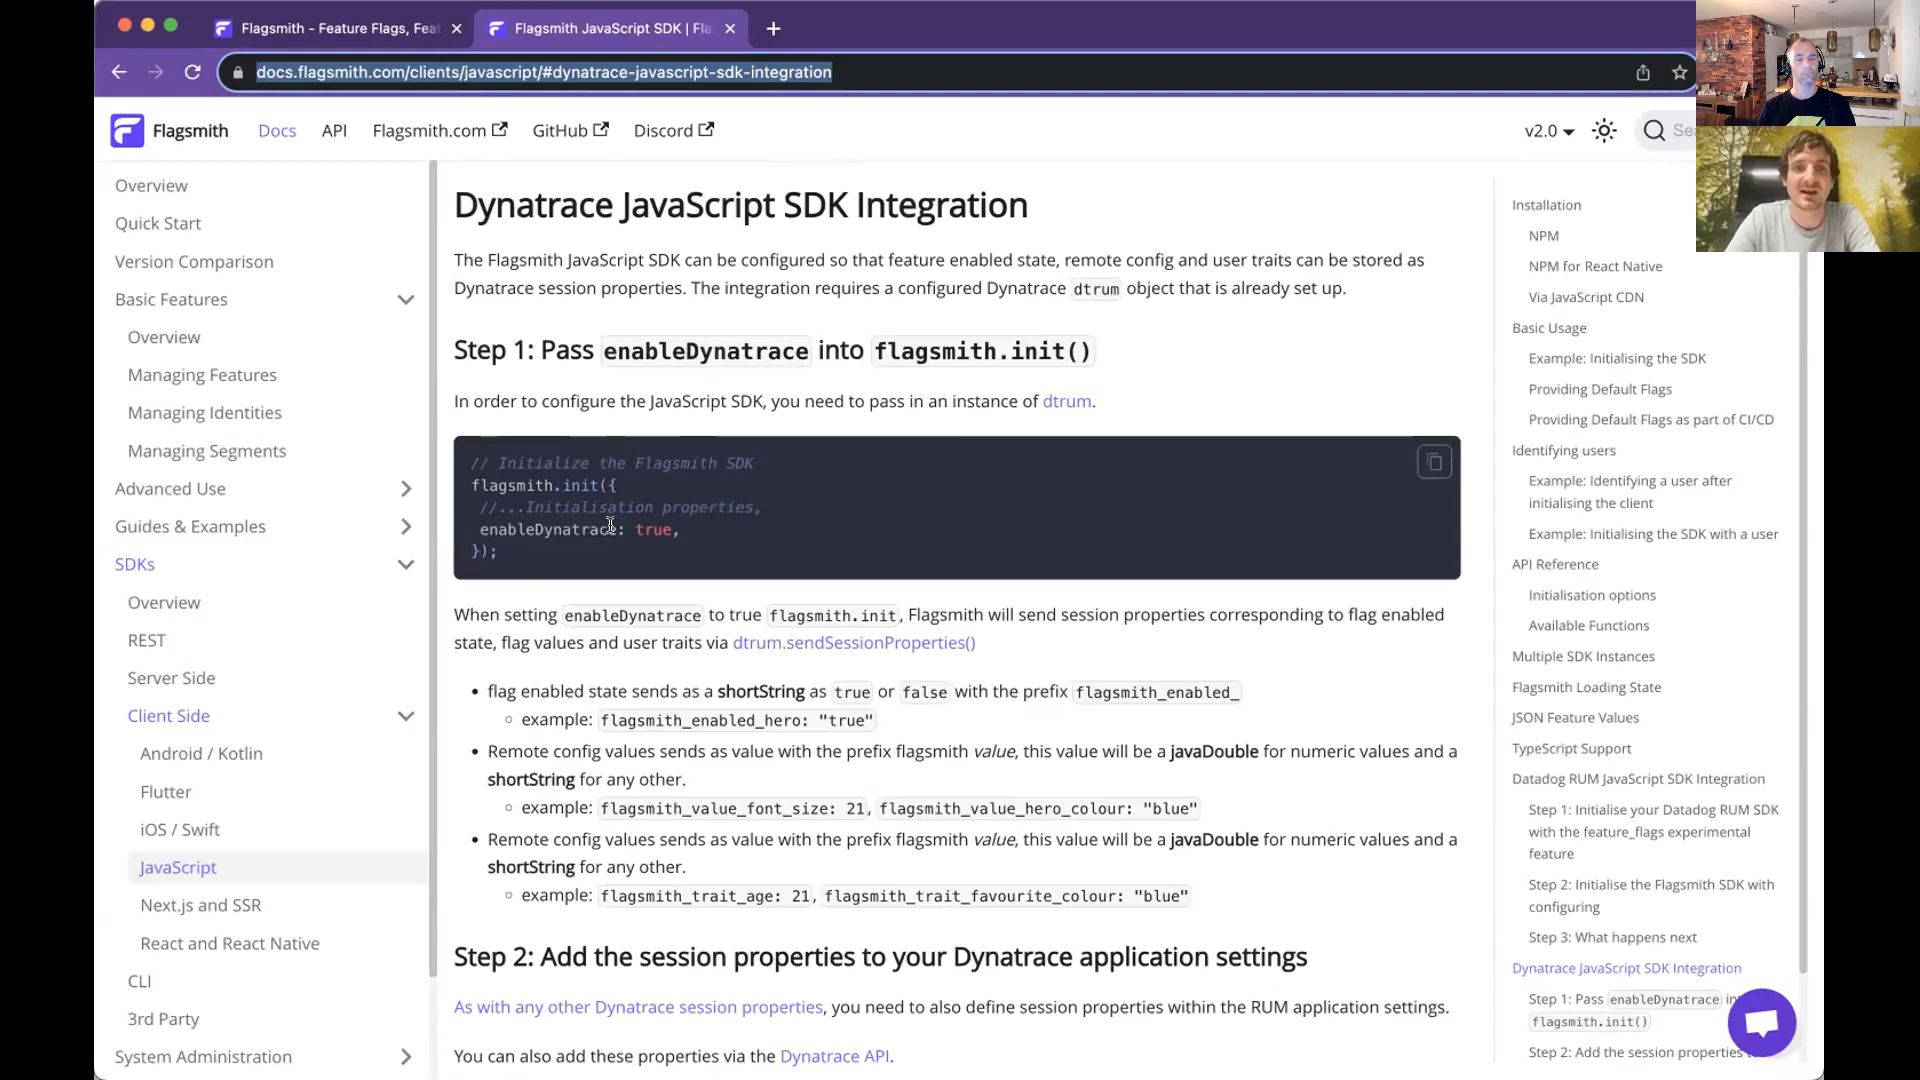 Flagsmith - Feature Flags, Fea
Flagsmith JavaScript SDK | Fla
docs.flagsmith.com/clients/javascript/#dynatrace-javascript-sdk-integration
Flagsmith
Docs
API
Flagsmith.com
GitHub
Discord
v2.0
Sea
Overview
Quick Start
Version Comparison
Basic Features
Overview
Managing Features
Managing Identities
Managing Segments
Advanced Use
Guides & Examples
SDKs
Overview
REST
Server Side
Client Side
Android / Kotlin
Flutter
iOS / Swift
JavaScript
Next.js and SSR
React and React Native
CLI
3rd Party
System Administration
Dynatrace JavaScript SDK Integration
The Flagsmith JavaScript SDK can be configured so that feature enabled state, remote config and user traits can be stored as
Dynatrace session properties. The integration requires a configured Dynatrace dtrum object that is already set up.
Step 1: Pass enableDynatrace into flagsmith.init()
In order to configure the JavaScript SDK, you need to pass in an instance of dtrum.
// Initialize the Flagsmith SDK
flagsmith.init({
//...Initialisation properties,
enableDynatrace: true,
});
When setting enableDynatrace to true flagsmith.init, Flagsmith will send session properties corresponding to flag enabled
state, flag values and user traits via dtrum.sendSessionProperties()
• flag enabled state sends as a shortString as true or false with the prefix flagsmith_enabled_
○ example: flagsmith_enabled_hero: "true"
• Remote config values sends as value with the prefix flagsmith value, this value will be a javaDouble for numeric values and a
shortString for any other.
○ example: flagsmith_value_font_size: 21, flagsmith_value_hero_colour: "blue"
• Remote config values sends as value with the prefix flagsmith value, this value will be a javaDouble for numeric values and a
shortString for any other.
○ example: flagsmith_trait_age: 21, flagsmith_trait_favourite_colour: "blue"
Step 2: Add the session properties to your Dynatrace application settings
As with any other Dynatrace session properties, you need to also define session properties within the RUM application settings.
You can also add these properties via the Dynatrace API.
Installation
NPM
NPM for React Native
Via JavaScript CDN
Basic Usage
Example: Initialising the SDK
Providing Default Flags
Providing Default Flags as part of CI/CD
Identifying users
Example: Identifying a user after
initialising the client
Example: Initialising the SDK with a user
API Reference
Initialisation options
Available Functions
Multiple SDK Instances
Flagsmith Loading State
JSON Feature Values
TypeScript Support
Datadog RUM JavaScript SDK Integration
Step 1: Initialise your Datadog RUM SDK
with the feature_flags experimental
feature
Step 2: Initialise the Flagsmith SDK with
configuring
Step 3: What happens next
Dynatrace JavaScript SDK Integration
Step 1: Pass enableDynatrace in
flagsmith.init()
Step 2: Add the session properties